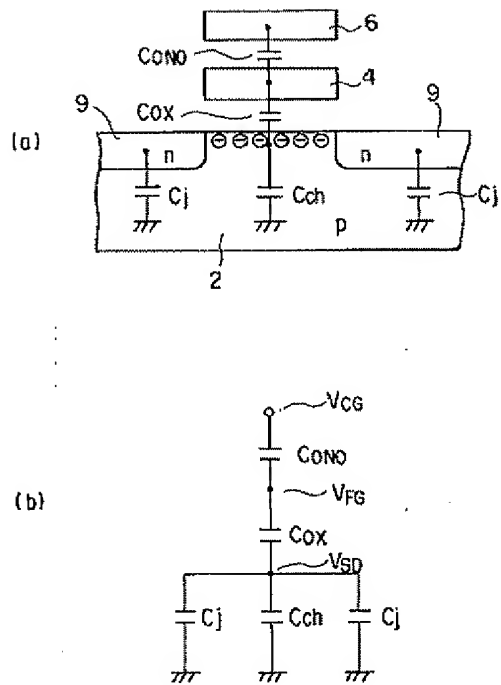 6
CONO
4
COX
9
9
(a)
⊖ ⊖ ⊖ ⊖ ⊖ ⊖
n
n
Cj
Cch
Cj
p
2
VCG
CONO
(b)
VFG
COX
VSD
Cj
Cch
Cj